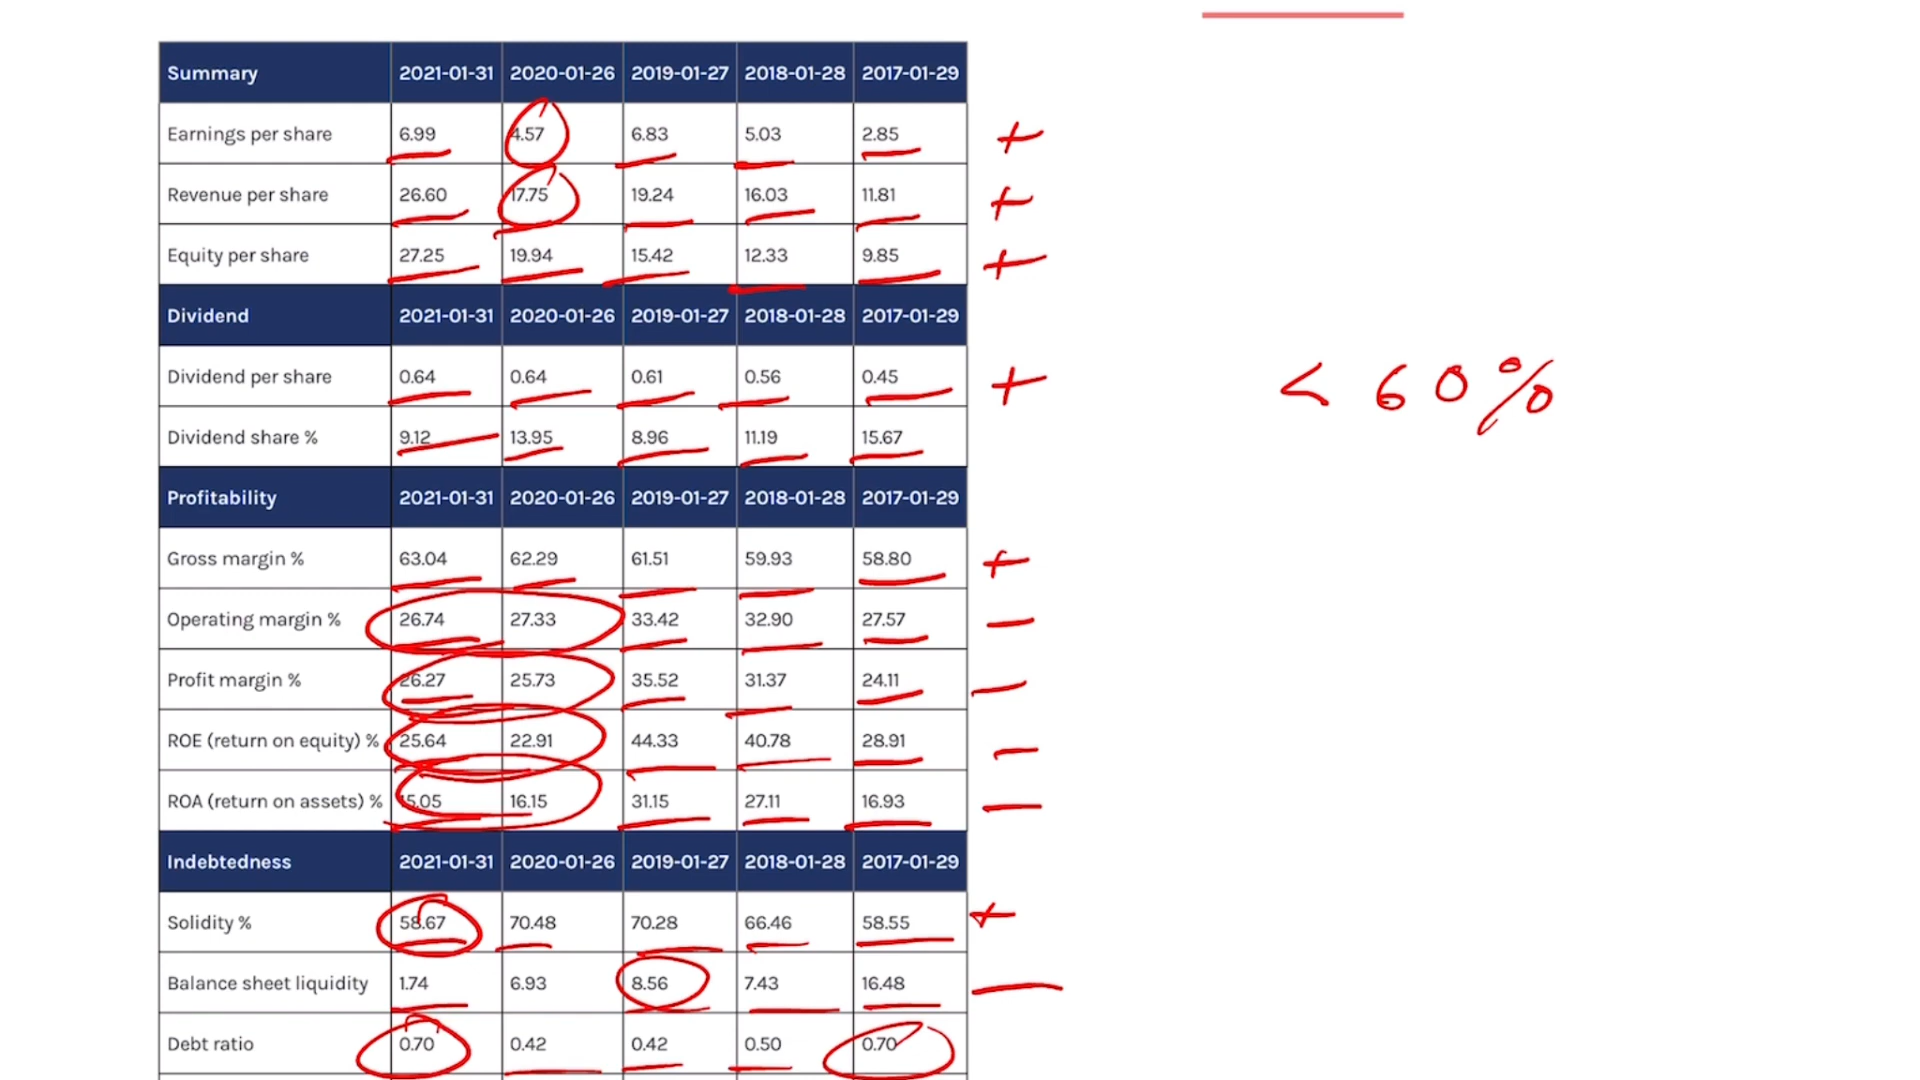 Summary 2021-01-31 2020-01-26 2019-01-27 2018-01-28 2017-01-29
Earnings per share 6.99 4.57 6.83 5.03 2.85 +
Revenue per share 26.60 17.75 19.24 16.03 11.81 +
Equity per share 27.25 19.94 15.42 12.33 9.85 +
Dividend 2021-01-31 2020-01-26 2019-01-27 2018-01-28 2017-01-29
Dividend per share 0.64 0.64 0.61 0.56 0.45 + < 60%
Dividend share % 9.12 13.95 8.96 11.19 15.67
Profitability 2021-01-31 2020-01-26 2019-01-27 2018-01-28 2017-01-29
Gross margin % 63.04 62.29 61.51 59.93 58.80 +
Operating margin % 26.74 27.33 33.42 32.90 27.57 -
Profit margin % 26.27 25.73 35.52 31.37 24.11 -
ROE (return on equity) % 25.64 22.91 44.33 40.78 28.91 -
ROA (return on assets) % 15.05 16.15 31.15 27.11 16.93 -
Indebtedness 2021-01-31 2020-01-26 2019-01-27 2018-01-28 2017-01-29
Solidity % 58.67 70.48 70.28 66.46 58.55 +
Balance sheet liquidity 1.74 6.93 8.56 7.43 16.48 -
Debt ratio 0.70 0.42 0.42 0.50 0.70